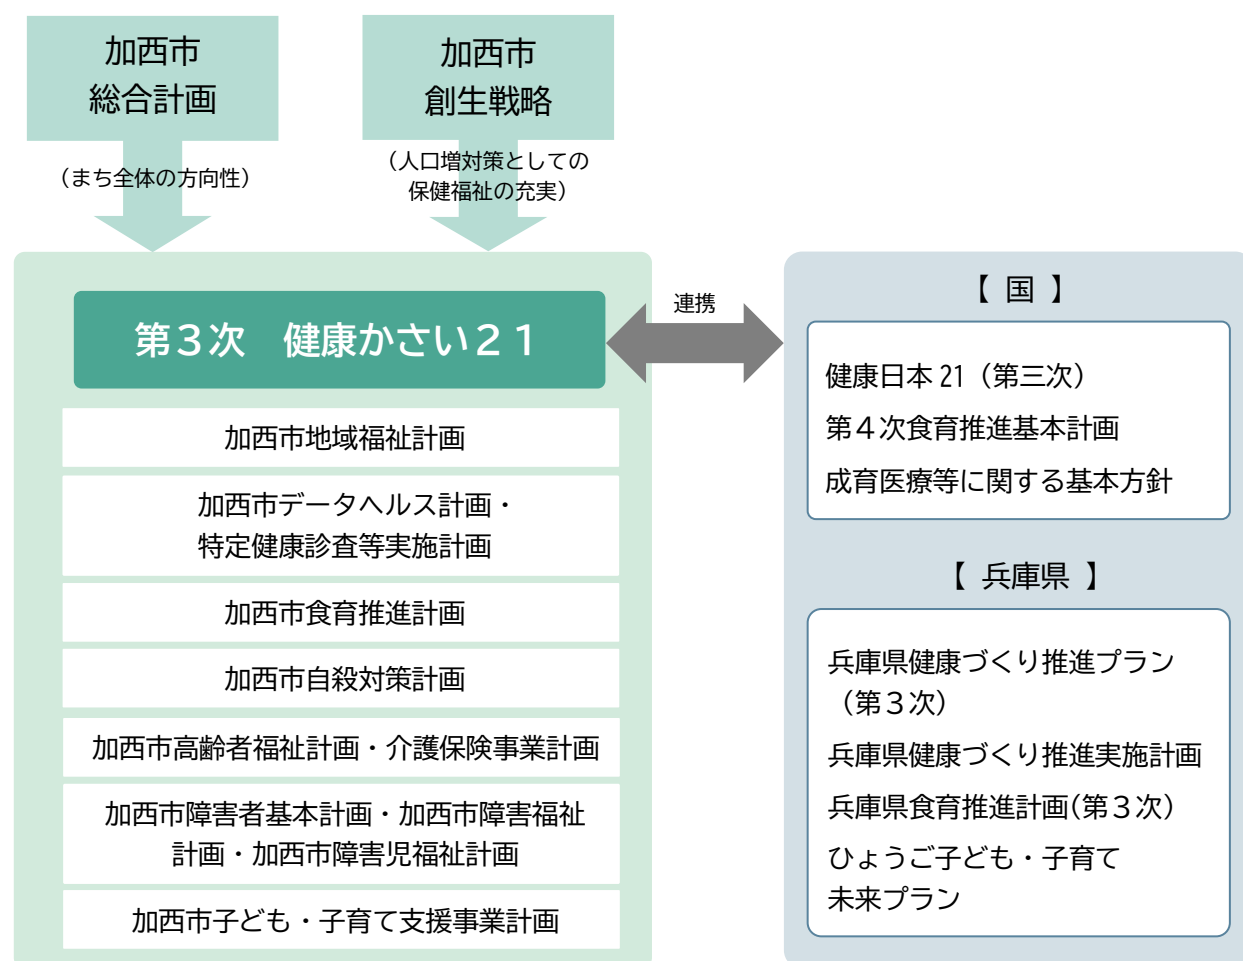 加西市
総合計画
(まち全体の方向性)
加西市
創生戦略
(人口増対策としての
保健福祉の充実)
第3次　健康かさい21
連携
加西市地域福祉計画
加西市データヘルス計画・
特定健康診査等実施計画
加西市食育推進計画
加西市自殺対策計画
加西市高齢者福祉計画・介護保険事業計画
加西市障害者基本計画・加西市障害福祉
計画・加西市障害児福祉計画
加西市子ども・子育て支援事業計画
【 国 】
健康日本 21(第三次)
第4次食育推進基本計画
成育医療等に関する基本方針
【 兵庫県 】
兵庫県健康づくり推進プラン
(第3次)
兵庫県健康づくり推進実施計画
兵庫県食育推進計画(第3次)
ひょうご子ども・子育て
未来プラン